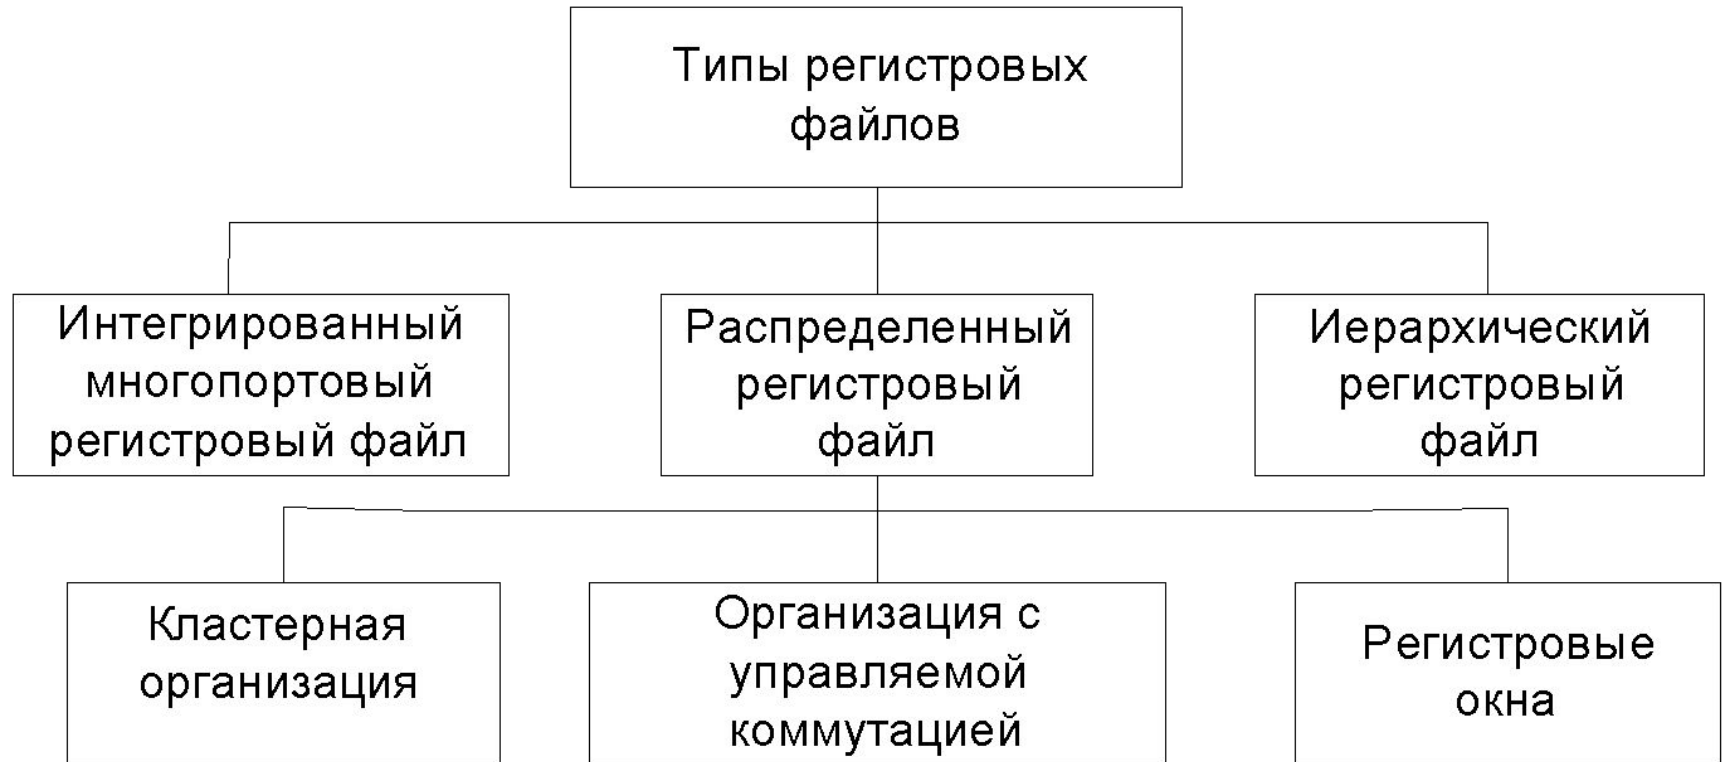 Типы регистровых
файлов
Интегрированный
многопортовый
регистровый файл
Распределенный
регистровый
файл
Иерархический
регистровый
файл
Кластерная
организация
Организация с
управляемой
коммутацией
Регистровые
окна